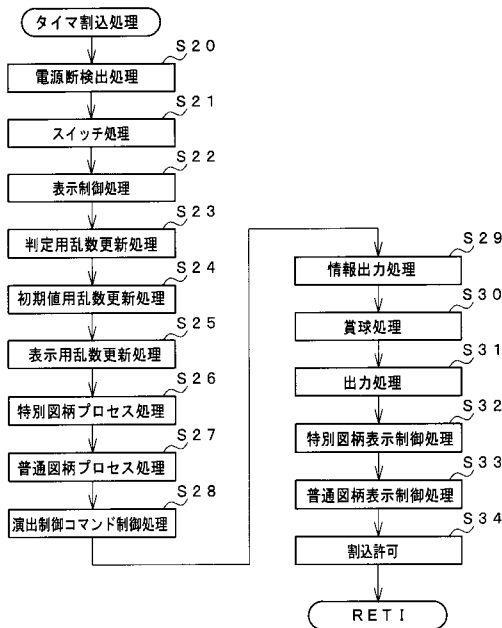 タイマ割込処理
S20
電源断検出処理
S21
スイッチ処理
S22
表示制御処理
S23
判定用乱数更新処理
S24
初期値用乱数更新処理
S25
表示用乱数更新処理
S26
特別図柄プロセス処理
S27
普通図柄プロセス処理
S28
演出制御コマンド制御処理
S29
情報出力処理
S30
賞球処理
S31
出力処理
S32
特別図柄表示制御処理
S33
普通図柄表示制御処理
S34
割込許可
RETI